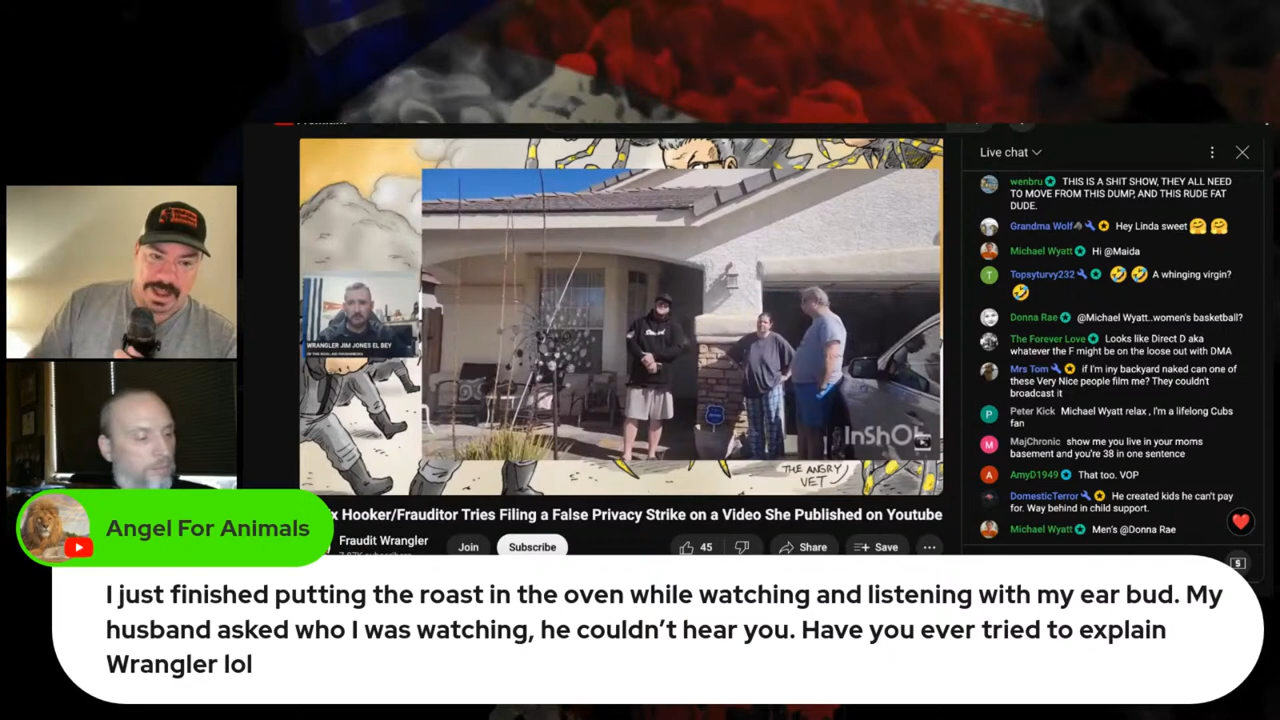 Live chat
wenbru THIS IS A SHIT SHOW, THEY ALL NEED
TO MOVE FROM THIS DUMP, AND THIS RUDE FAT
DUDE.
Grandma Wolf Hey Linda sweet
Michael Wyatt Hi @Maida
T Topsyturvy232 A whinging virgin?
Donna Rae @Michael Wyatt..women's basketball?
The Forever Love Looks like Direct D aka
whatever the F might be on the loose out with DMA
Mrs Tom if I'm iny backyard naked can one of
these Very Nice people film me? They couldn't
broadcast it
P Peter Kick Michael Wyatt relax , I'm a lifelong Cubs
fan
M MajChronic show me you live in your moms
basement and you're 38 in one sentence
A AmyD1949 That too. VOP
DomesticTerror He created kids he can't pay
for. Way behind in child support.
Michael Wyatt Men's @Donna Rae
WRANGLER JIM JONES EL BEY
InShOt
THE ANGRY
VET
x Hooker/Frauditor Tries Filing a False Privacy Strike on a Video She Published on Youtube
Fraudit Wrangler
Join
Subscribe
45
Share
Save
Angel For Animals
I just finished putting the roast in the oven while watching and listening with my ear bud. My
husband asked who I was watching, he couldn't hear you. Have you ever tried to explain
Wrangler lol